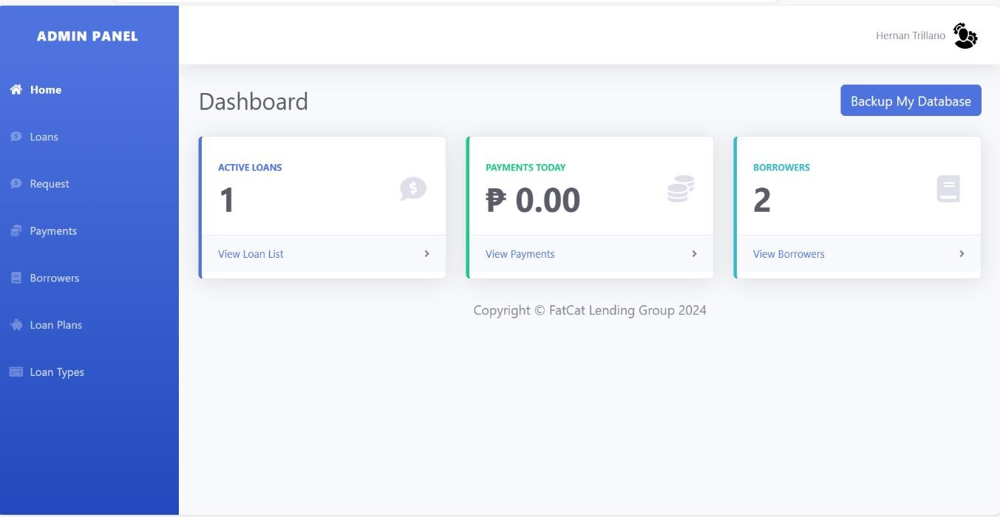 ADMIN PANEL
Hernan Trillano
Home
Loans
Request
Payments
Borrowers
Loan Plans
Loan Types
Dashboard
Backup My Database
ACTIVE LOANS
1
View Loan List
PAYMENTS TODAY
₱ 0.00
View Payments
BORROWERS
2
View Borrowers
Copyright © FatCat Lending Group 2024